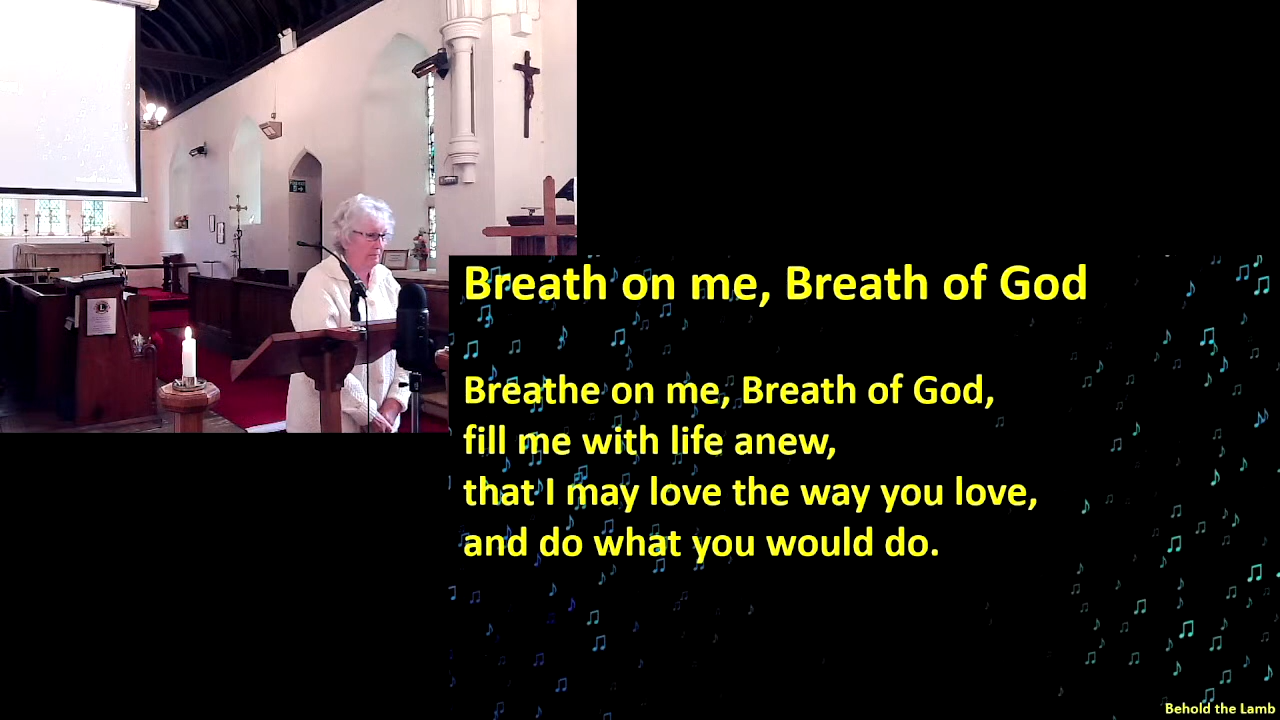 Breath on me, Breath of God
Breathe on me, Breath of God,
fill me with life anew,
that I may love the way you love,
and do what you would do.
Behold the Lamb